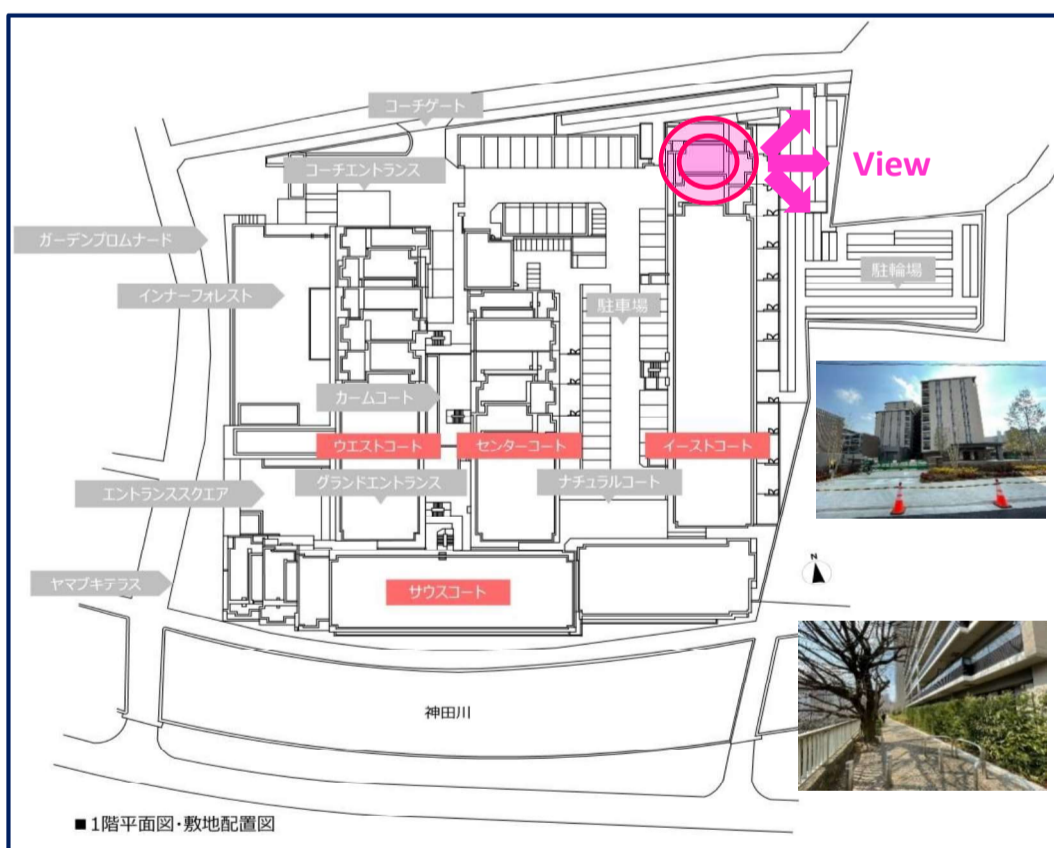 コーチゲート
コーチエントランス
View
ガーデンプロムナード
駐輪場
インナーフォレスト
駐車場
カームコート
ウエストコート
センターコート
イーストコート
グランドエントランス
ナチュラルコート
エントランススクエア
N
ヤマブキテラス
サウスコート
神田川
■1階平面図・敷地配置図